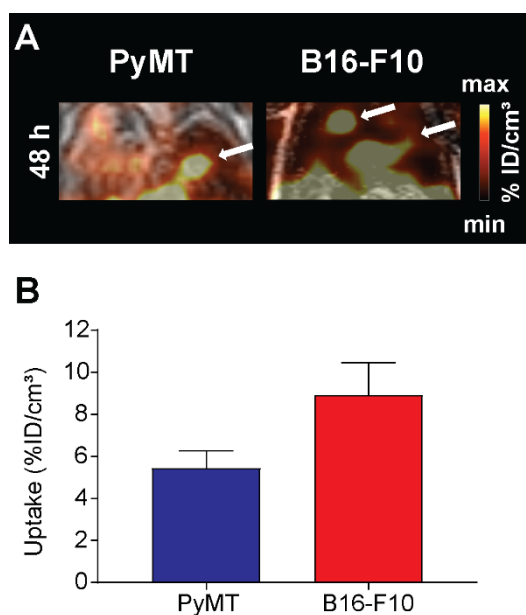 A
PyMT
B16-F10
48 h
max
% ID/cm³
min
B
Uptake (%ID/cm³)
12
10
8
6
4
2
0
PyMT
B16-F10